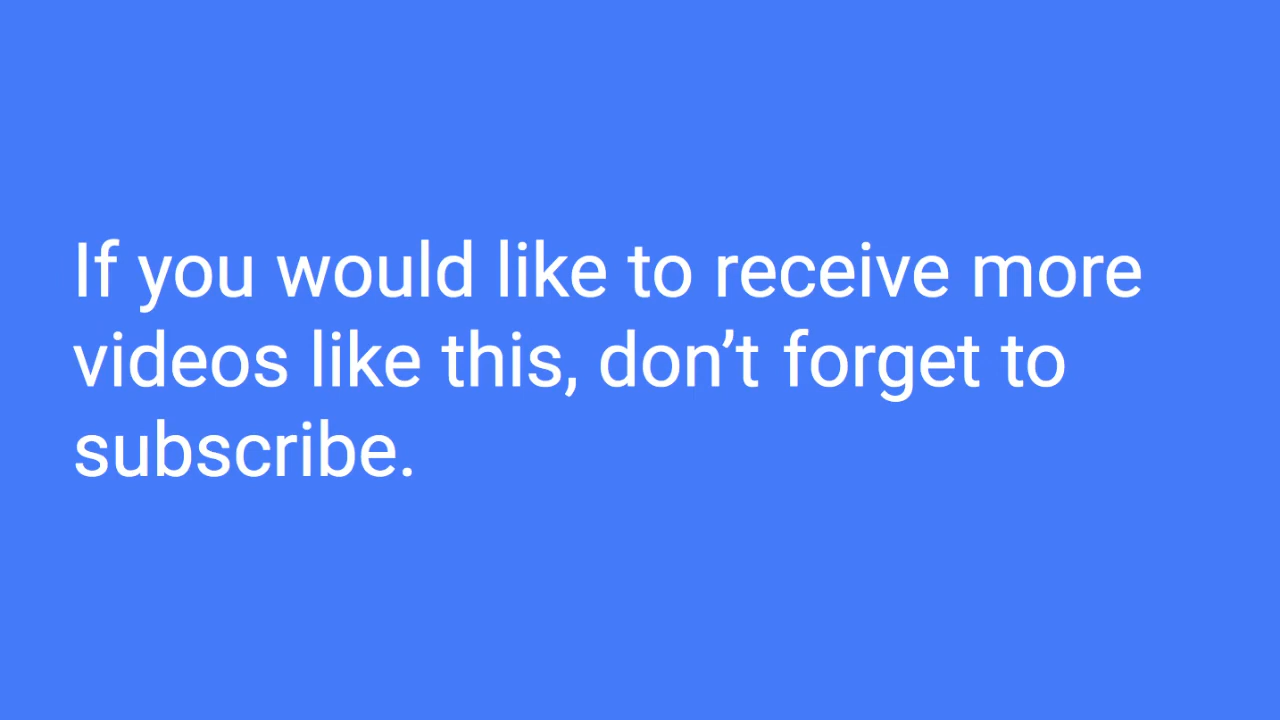 If you would like to receive more
videos like this, don’t forget to
subscribe.